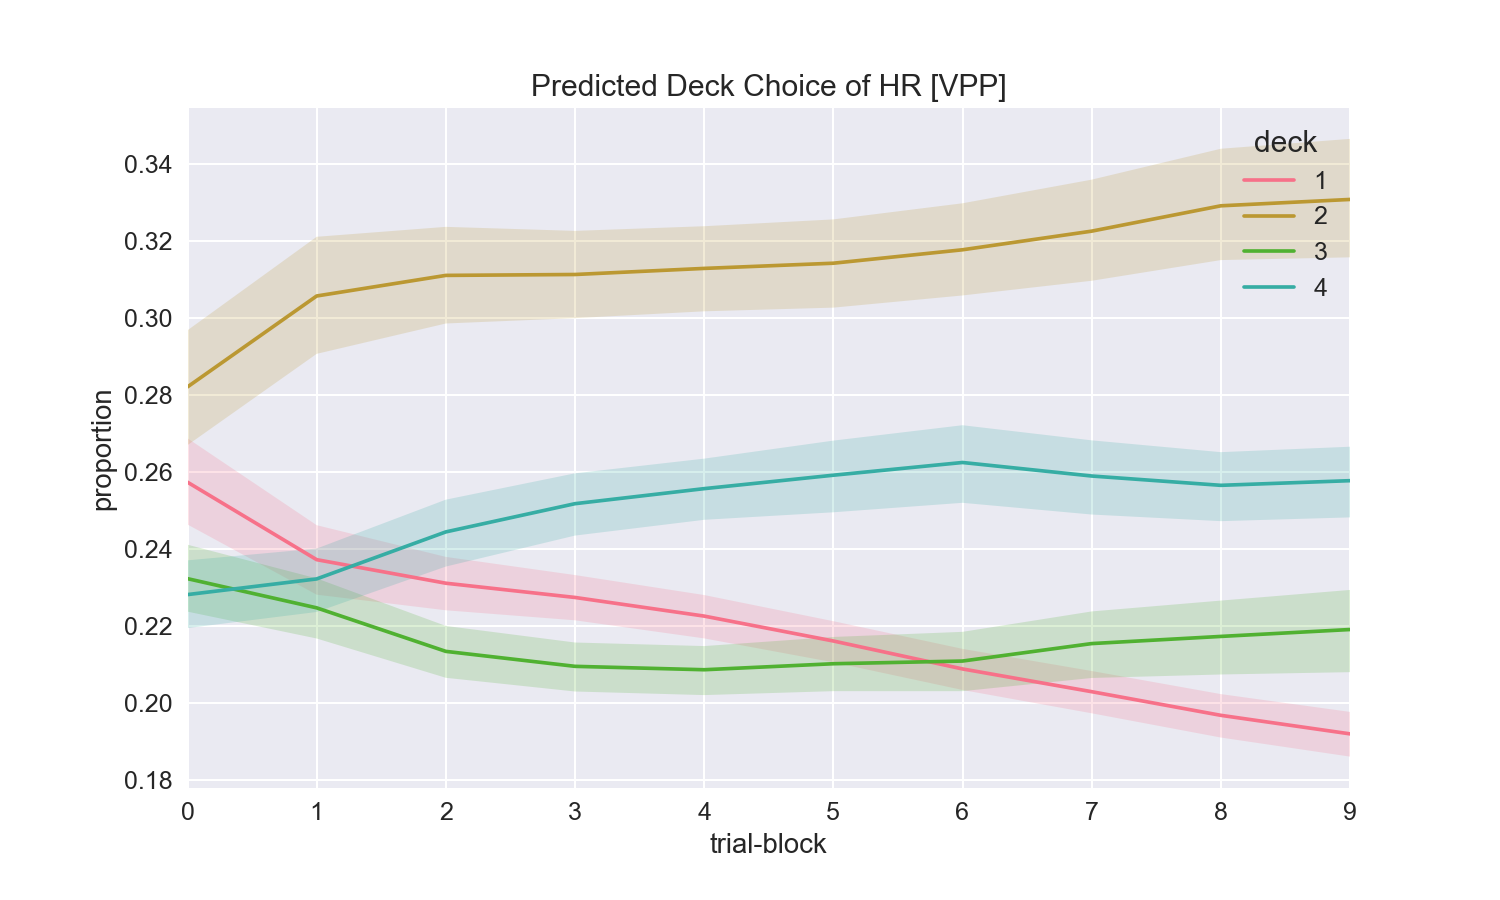 Predicted Deck Choice of HR [VPP]
deck
1
2
3
4
proportion
0.34
0.32
0.30
0.28
0.26
0.24
0.22
0.20
0.18
0 1 2 3 4 5 6 7 8 9
trial-block